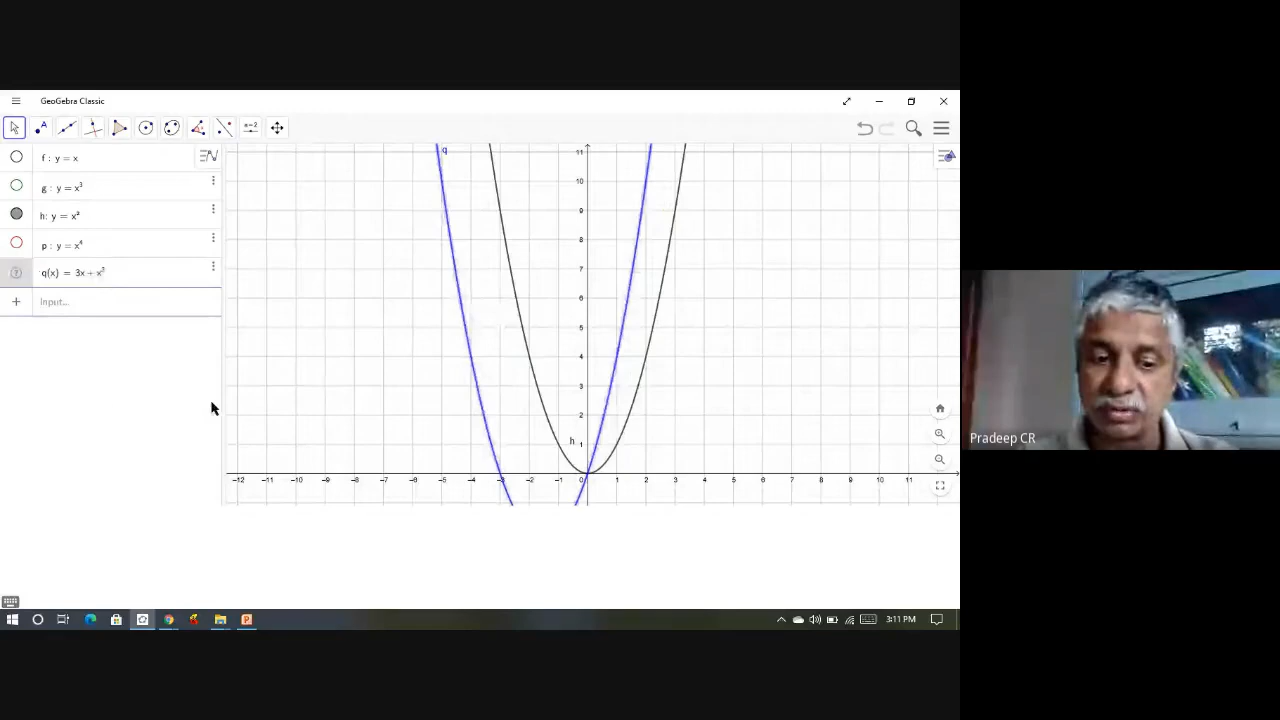 GeoGebra Classic
A
a=2
f : y = x
g : y = x³
h: y = x²
p : y = x⁴
q(x) = 3x + x²
Input...
q
h
11
10
9
8
7
6
5
4
3
2
1
−12 −11 −10 −9 −8 −7 −6 −5 −4 −3 −2 −1 0 1 2 3 4 5 6 7 8 9 10 11
Pradeep CR
3:11 PM